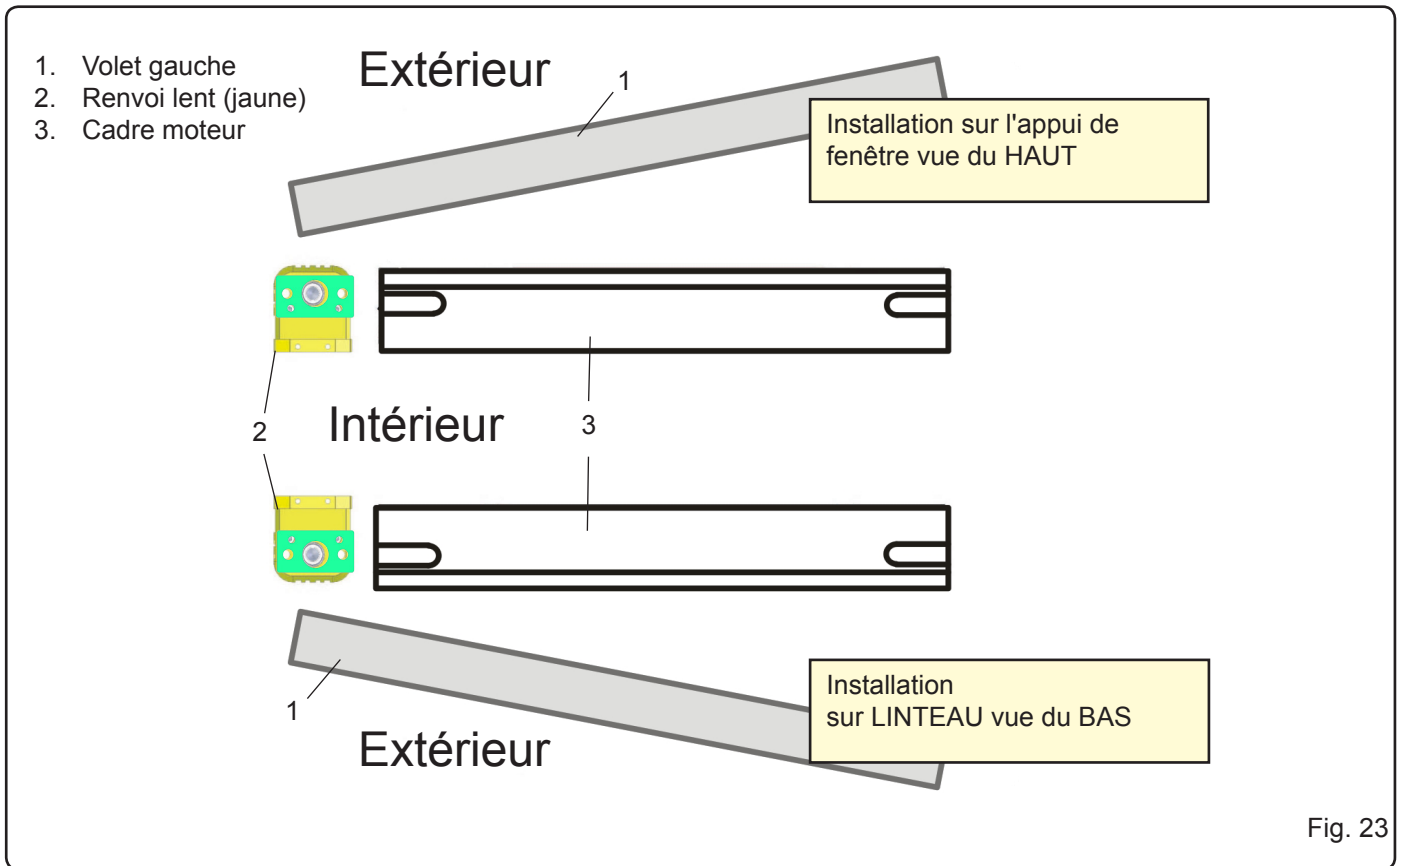 1. Volet gauche
2. Renvoi lent (jaune)
3. Cadre moteur
Extérieur
1
Installation sur l'appui de
fenêtre vue du HAUT
2
Intérieur
3
1
Installation
sur LINTEAU vue du BAS
Extérieur
Fig. 23